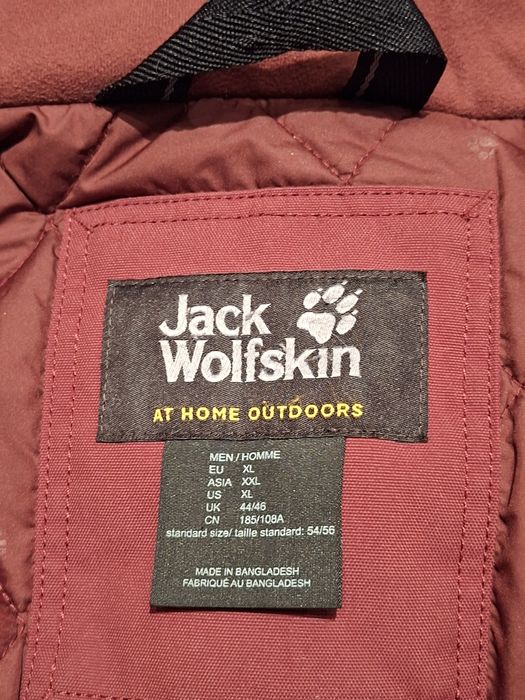 Jack
Wolfskin
AT HOME OUTDOORS
MEN / HOMME
EU XL
ASIA XXL
US XL
UK 44/46
CN 185/108A
standard size/ taille standard: 54/56
MADE IN BANGLADESH
FABRIQUÉ AU BANGLADESH